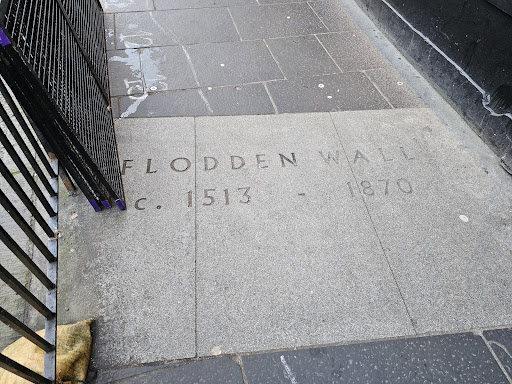 FLODDEN WALL
c. 1513 - 1870